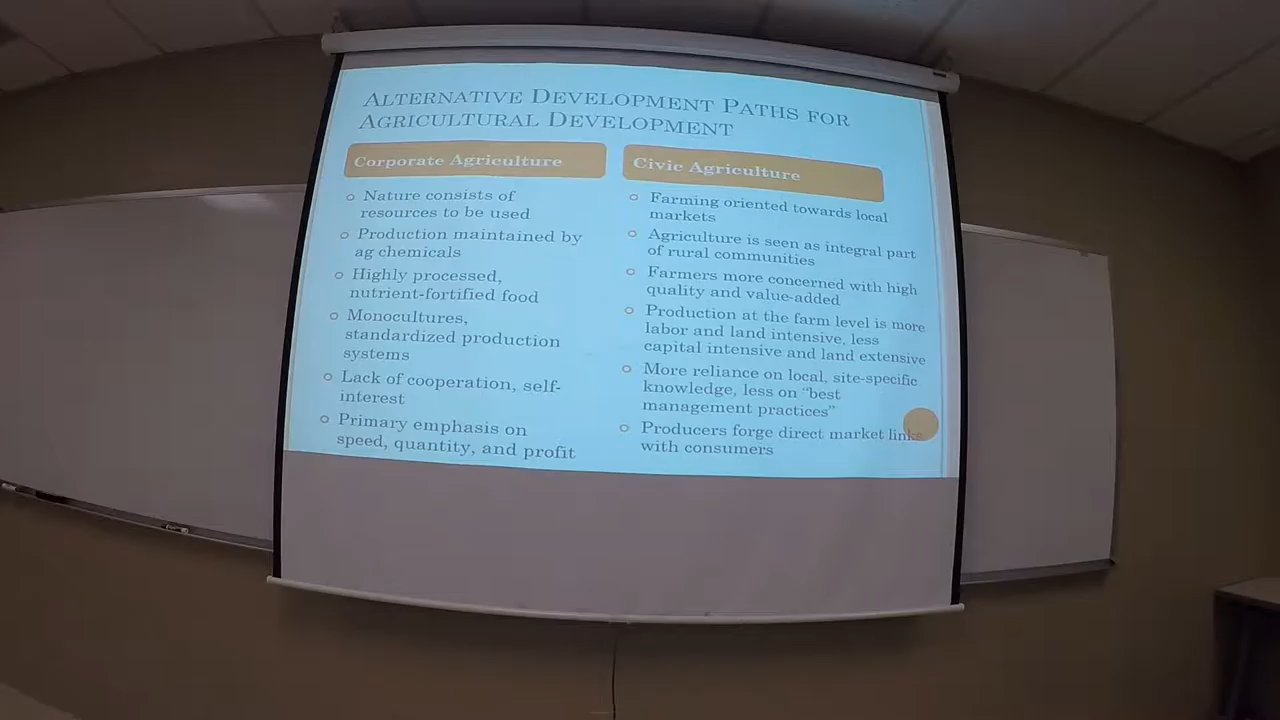 ALTERNATIVE DEVELOPMENT PATHS FOR
AGRICULTURAL DEVELOPMENT
Corporate Agriculture
Nature consists of
resources to be used
Production maintained by
ag chemicals
Highly processed,
nutrient-fortified food
Monocultures,
standardized production
systems
Lack of cooperation, self-
interest
Primary emphasis on
speed, quantity, and profit
Civic Agriculture
Farming oriented towards local
markets
Agriculture is seen as integral part
of rural communities
Farmers more concerned with high
quality and value-added
Production at the farm level is more
labor and land intensive, less
capital intensive and land extensive
More reliance on local, site-specific
knowledge, less on “best
management practices”
Producers forge direct market links
with consumers